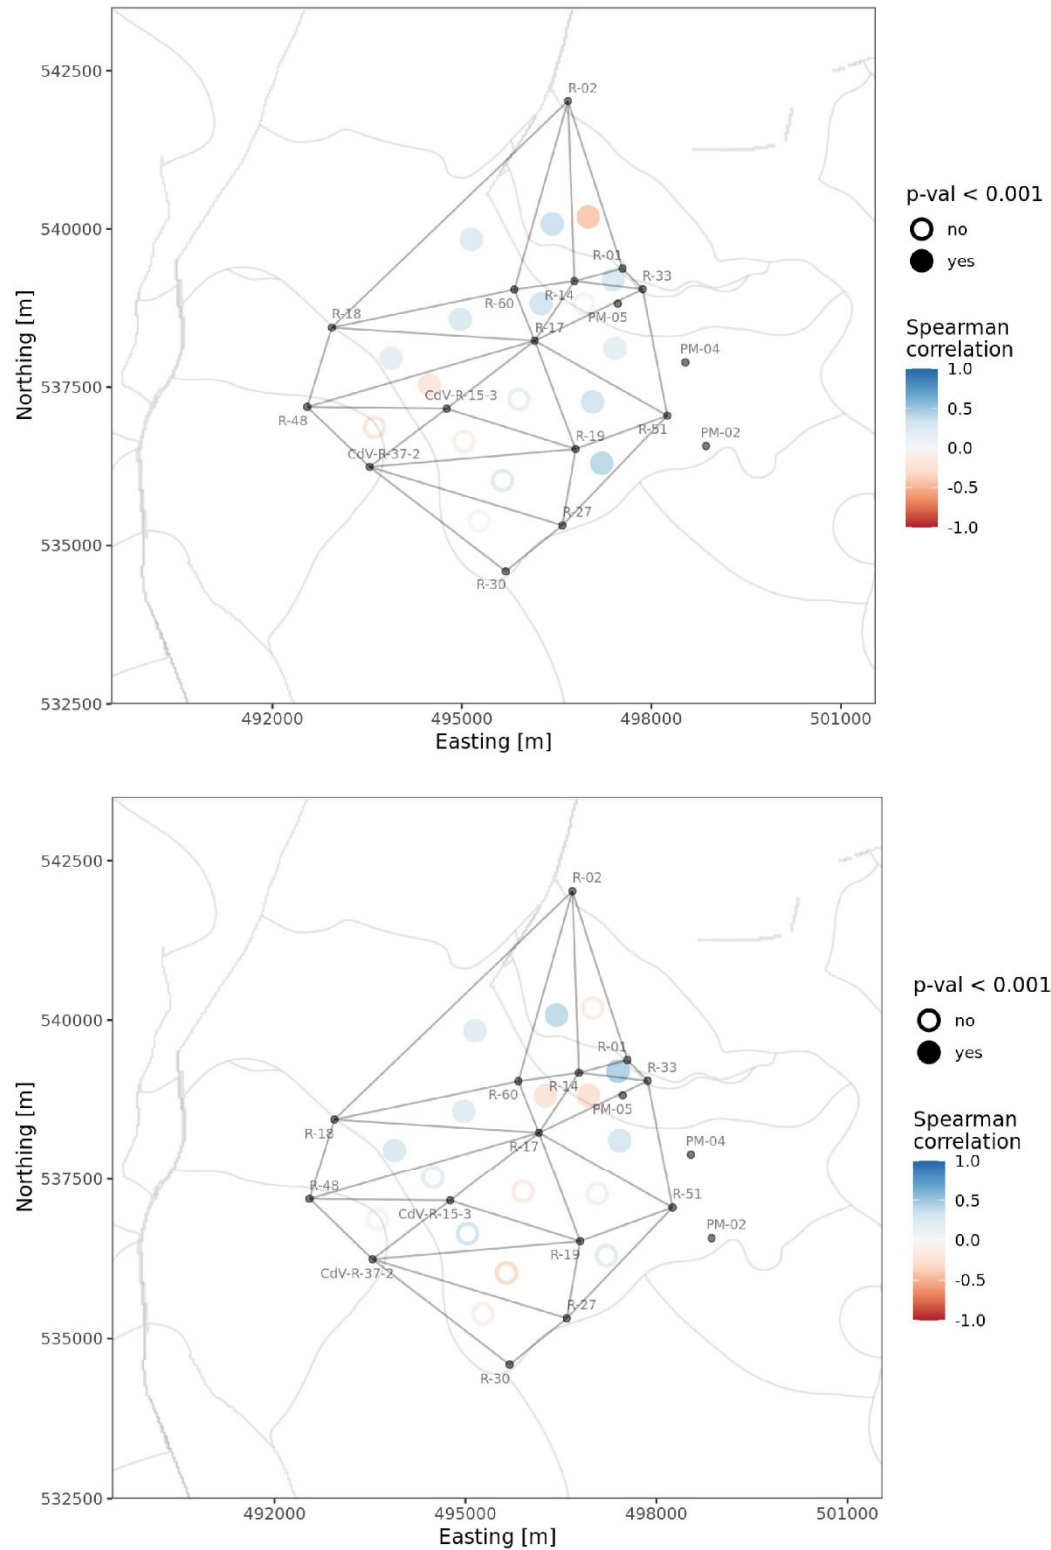 542500
540000
537500
535000
532500
Northing [m]
492000
495000
498000
501000
Easting [m]
R-02
R-01
R-33
R-14
R-60
PM-05
R-18
R-17
PM-04
CdV-R-15-3
R-48
R-51
R-19
PM-02
CdV-R-37-2
R-27
R-30
p-val < 0.001
no
yes
Spearman
correlation
1.0
0.5
0.0
-0.5
-1.0
542500
540000
537500
535000
532500
Northing [m]
492000
495000
498000
501000
Easting [m]
R-02
R-01
R-33
R-14
R-60
PM-05
R-18
R-17
PM-04
R-48
R-51
CdV-R-15-3
PM-02
R-19
CdV-R-37-2
R-27
R-30
p-val < 0.001
no
yes
Spearman
correlation
1.0
0.5
0.0
-0.5
-1.0